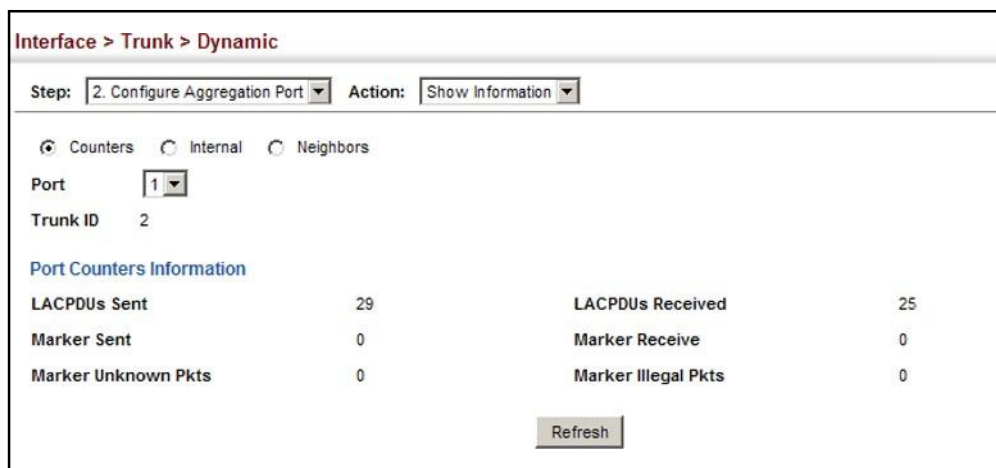 Interface > Trunk > Dynamic
Step: 2. Configure Aggregation Port Action: Show Information
Counters Internal Neighbors
Port 1
Trunk ID 2
Port Counters Information
LACPDUs Sent 29 LACPDUs Received 25
Marker Sent 0 Marker Receive 0
Marker Unknown Pkts 0 Marker Illegal Pkts 0
Refresh